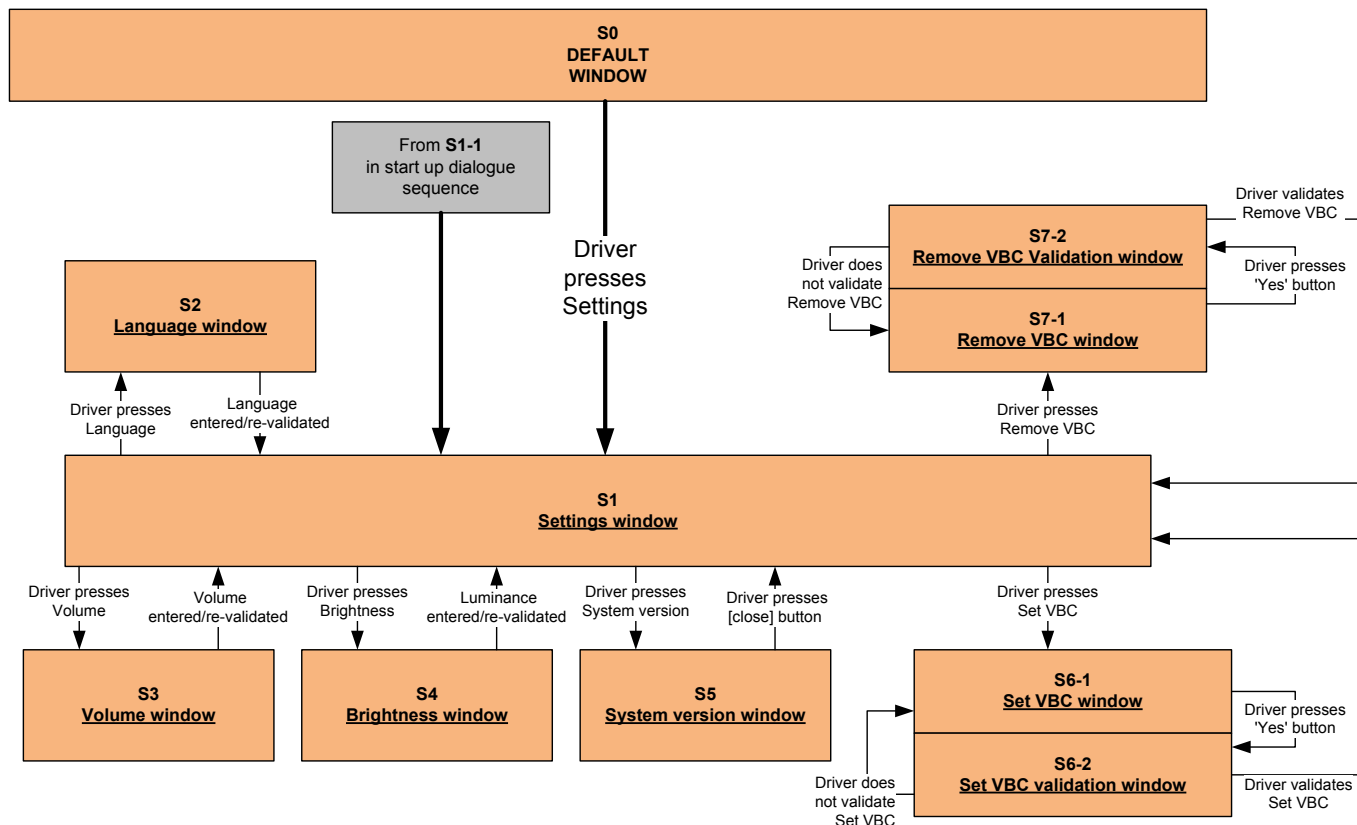 S0
DEFAULT
WINDOW
From S1-1
in start up dialogue
sequence
Driver
presses
Settings
Driver validates
Remove VBC
S7-2
Remove VBC Validation window
Driver does
not validate
Remove VBC
Driver presses
'Yes' button
S7-1
Remove VBC window
S2
Language window
Driver presses
Language
Language
entered/re-validated
Driver presses
Remove VBC
S1
Settings window
Driver presses
Volume
Volume
entered/re-validated
Driver presses
Brightness
Luminance
entered/re-validated
Driver presses
System version
Driver presses
[close] button
Driver presses
Set VBC
S3
Volume window
S4
Brightness window
S5
System version window
S6-1
Set VBC window
Driver presses
'Yes' button
S6-2
Set VBC validation window
Driver does
not validate
Set VBC
Driver validates
Set VBC